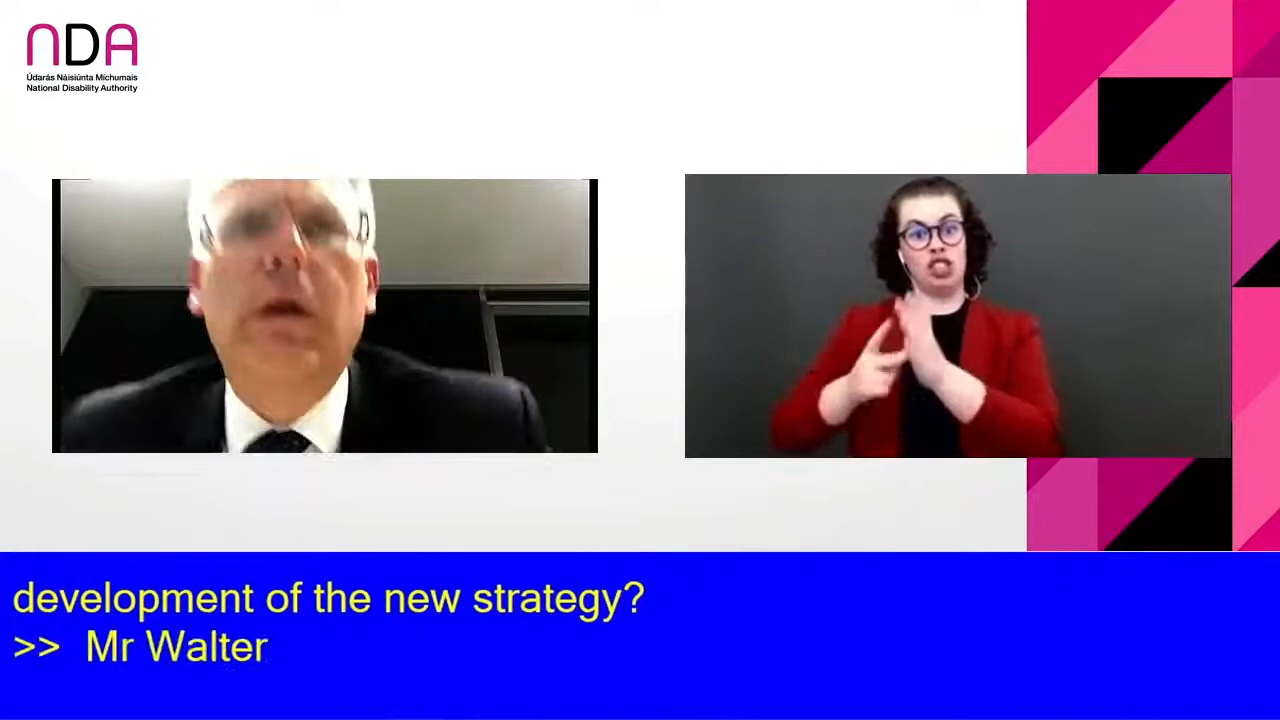 NDA
Údarás Náisiúnta Míchumais
National Disability Authority
development of the new strategy?
>> Mr Walter